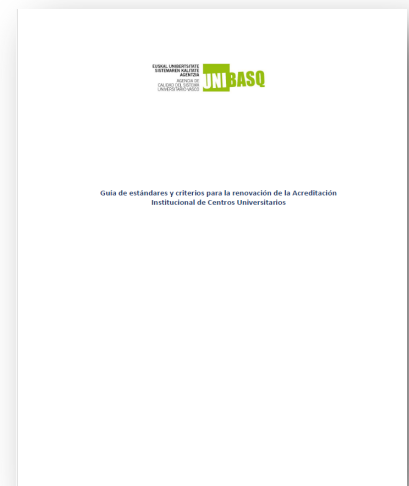 EUSKAL UNIBERTSITATE
SISTEMAREN KALITATE
AGENTZIA
AGENCIA DE
CALIDAD DEL SISTEMA
UNIVERSITARIO VASCO
UNIBASQ
Guía de estándares y criterios para la renovación de la Acreditación
Institucional de Centros Universitarios